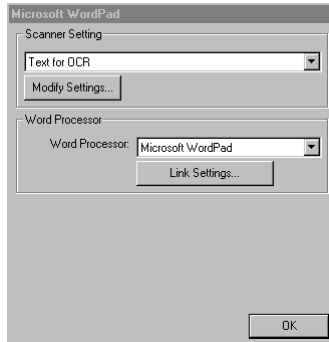 Microsoft WordPad
Scanner Setting
Text for OCR
Modify Settings...
Word Processor
Word Processor: Microsoft WordPad
Link Settings...
OK